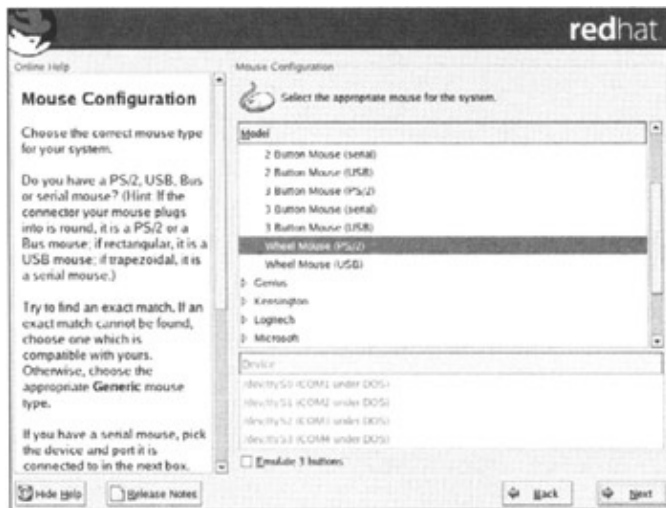 redhat.
Online Help
Mouse Configuration
Choose the correct mouse type
for your system.
Do you have a PS/2, USB, Bus
or serial mouse? (Hint If the
connector your mouse plugs
into is round, it is a PS/2 or a
Bus mouse; if rectangular, it is a
USB mouse; if trapezoidal, it is
a serial mouse.)
Try to find an exact match. If an
exact match cannot be found,
choose one which is
compatible with yours.
Otherwise, choose the
appropriate Generic mouse
type.
If you have a serial mouse, pick
the device and port it is
connected to in the next box.
Mouse Configuration
Select the appropriate mouse for the system.
Model
2 Button Mouse (serial)
2 Button Mouse (USB)
3 Button Mouse (PS/2)
3 Button Mouse (serial)
3 Button Mouse (USB)
Wheel Mouse (PS/2)
Wheel Mouse (USB)
Genius
Kensington
Logitech
Microsoft
Device
/dev/ttyS0 (COM1 under DOS)
/dev/ttyS1 (COM2 under DOS)
/dev/ttyS2 (COM3 under DOS)
/dev/ttyS3 (COM4 under DOS)
Emulate 3 buttons
Hide Help
Release Notes
Back
Next